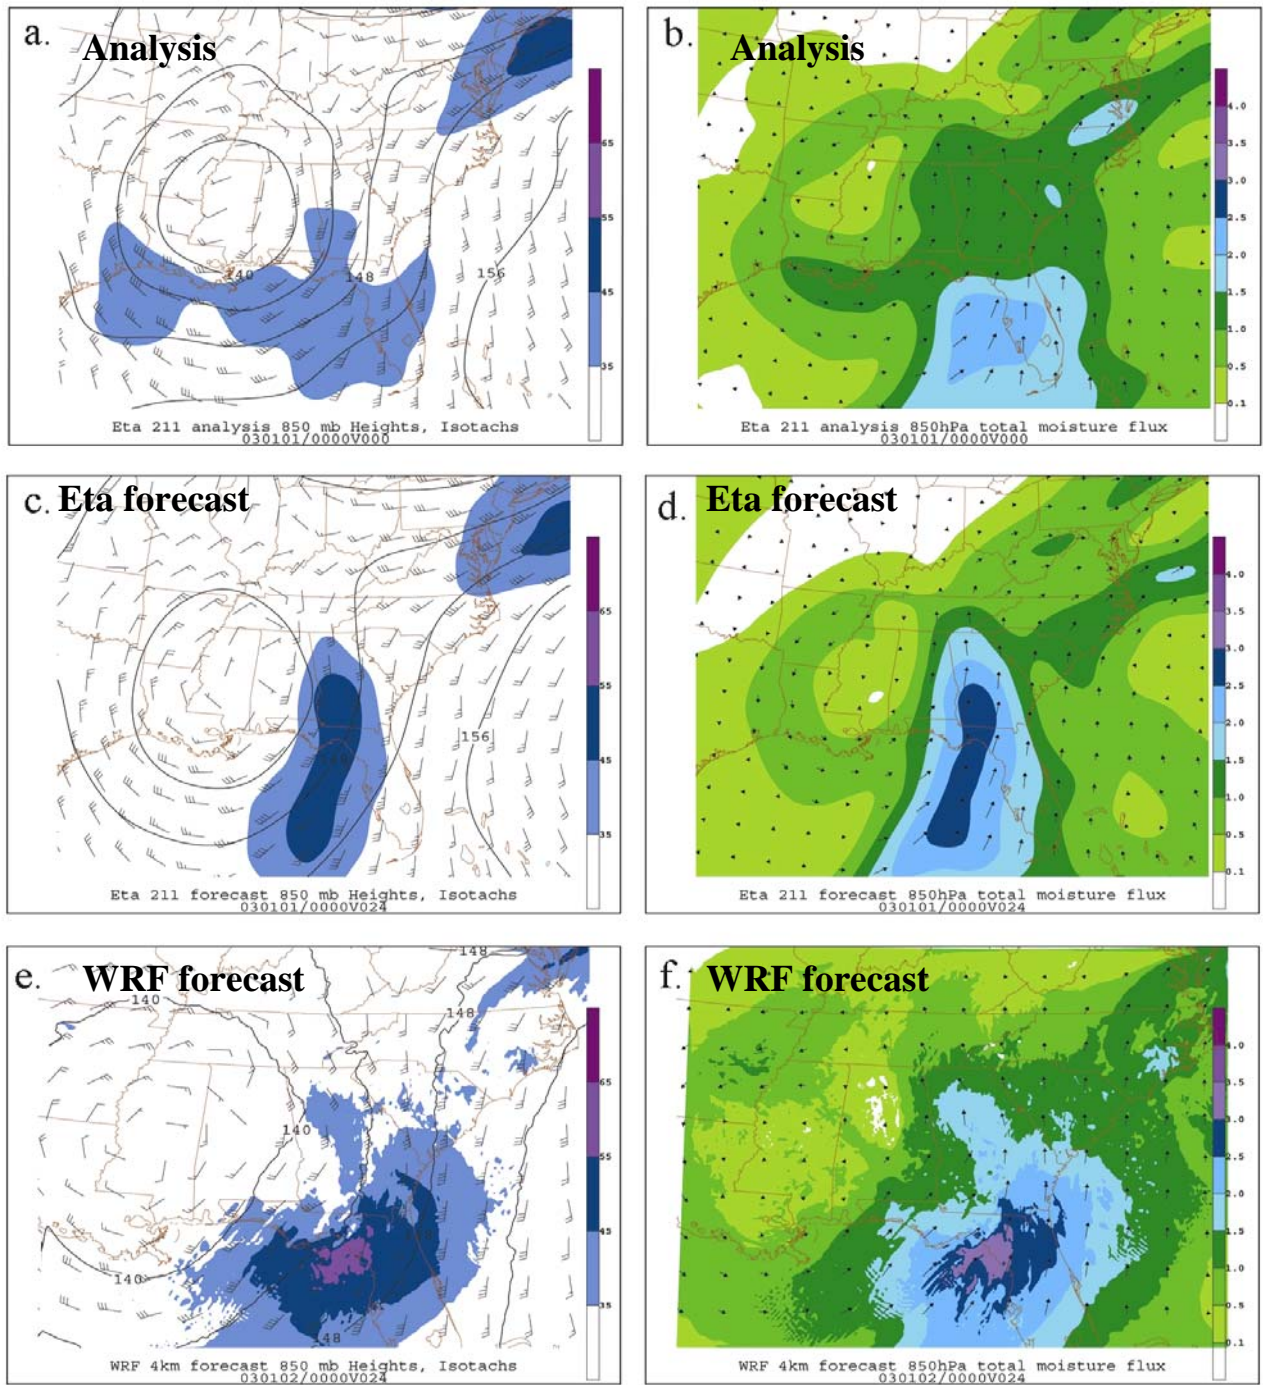 a.
Analysis
140
148
156
65
55
45
35
Eta 211 analysis 850 mb Heights, Isotachs
030101/0000V000
b.
Analysis
4.0
3.5
3.0
2.5
2.0
1.5
1.0
0.5
0.1
Eta 211 analysis 850hPa total moisture flux
030101/0000V000
c.
Eta forecast
156
65
55
45
35
Eta 211 forecast 850 mb Heights, Isotachs
030101/0000V024
d.
Eta forecast
4.0
3.5
3.0
2.5
2.0
1.5
1.0
0.5
0.1
Eta 211 forecast 850hPa total moisture flux
030101/0000V024
e.
WRF forecast
148
140
148
140
140
148
65
55
45
35
WRF 4km forecast 850 mb Heights, Isotachs
030102/0000V024
f.
WRF forecast
4.0
3.5
3.0
2.5
2.0
1.5
1.0
0.5
0.1
WRF 4km forecast 850hPa total moisture flux
030102/0000V024